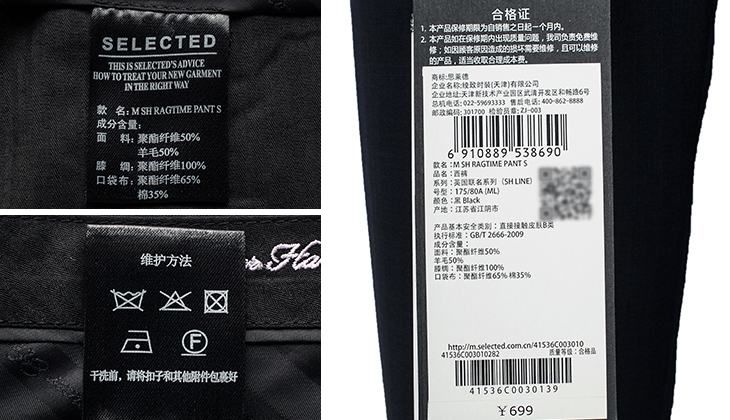 SELECTED
THIS IS SELECTED'S ADVICE
HOW TO TREAT YOUR NEW GARMENT
IN THE RIGHT WAY
款 名: M SH RAGTIME PANT S
成分含量:
面 料: 聚酯纤维50%
羊毛50%
膝 绸: 聚酯纤维100%
口袋布: 聚酯纤维65%
棉35%
维护方法
F
干洗前,请将扣子和其他附件包裹好
合格证
1. 本产品保修期限为自销售之日起一个月内。
2. 本产品如在保修期内出现质量问题,我司负责免费维
修;如因顾客原因造成的损坏需要维修,且可以维修
的产品,适当收取合理成本费。
商标: 思莱德
企业名称: 绫致时装(天津)有限公司
企业地址: 天津新技术产业园区武清开发区和畅路6号
总机电话: 022-59693333 售后电话: 400-862-8888
邮政编码: 301700 检验员章: ZJ-003
6 910889 538690
款名: M SH RAGTIME PANT S
品名: 西裤
系列: 英国联名系列 (SH LINE)
号型: 175/80A (ML)
颜色: 黑 Black
产地: 江苏省江阴市
产品基本安全类别: 直接接触皮肤B类
执行标准: GB/T 2666-2009
成分含量:
面料: 聚酯纤维50%
羊毛50%
膝绸: 聚酯纤维100%
口袋布: 聚酯纤维65% 棉35%
http://m.selected.com.cn/41536C003010
41536C003010282 质量等级: 合格品
41536C0030139
￥699